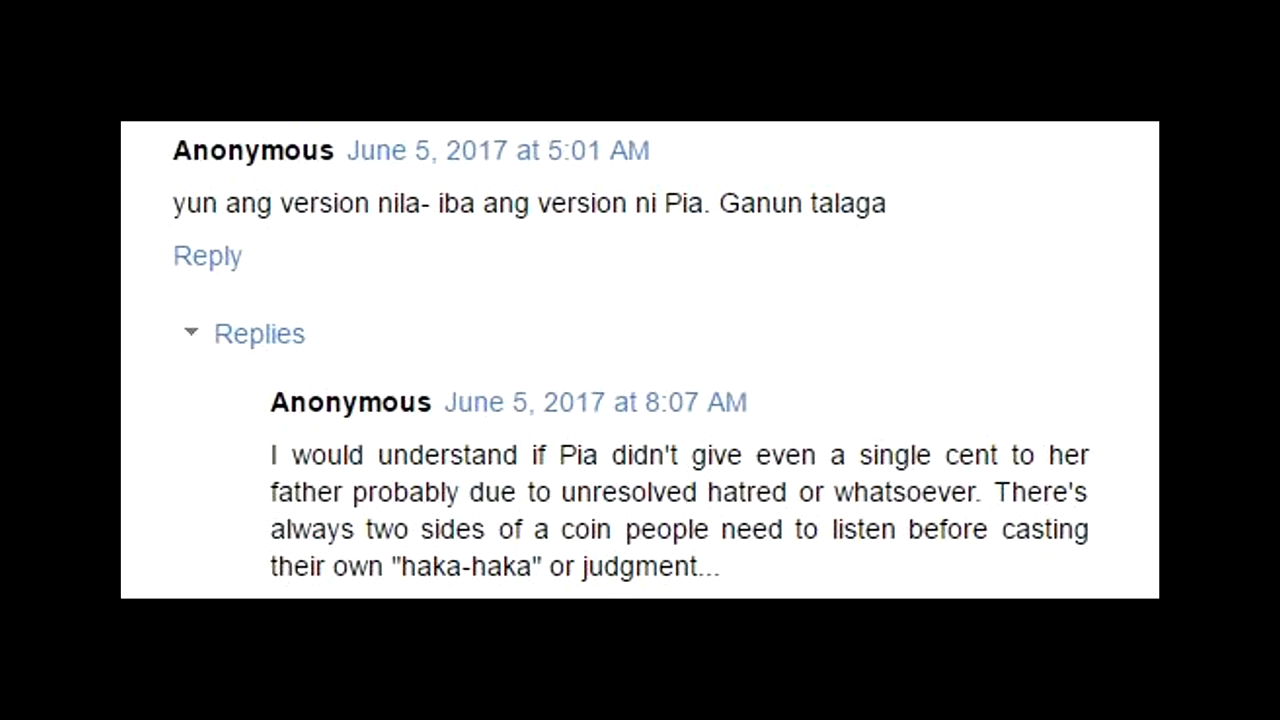 Anonymous June 5, 2017 at 5:01 AM
yun ang version nila- iba ang version ni Pia. Ganun talaga
Reply
Replies
Anonymous June 5, 2017 at 8:07 AM
I would understand if Pia didn't give even a single cent to her
father probably due to unresolved hatred or whatsoever. There's
always two sides of a coin people need to listen before casting
their own "haka-haka" or judgment...